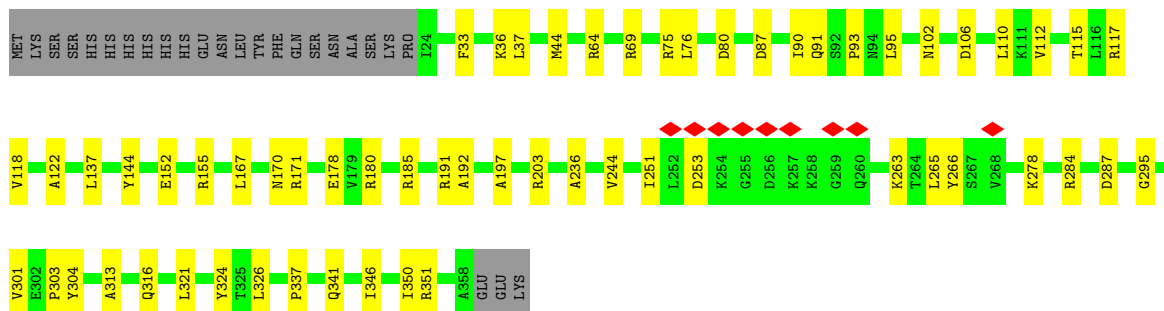 MET LYS SER SER HIS HIS HIS HIS HIS HIS GLU ASN LEU TYR PHE GLN SER ASN ALA SER LYS PRO I24 F33 K36 L37 M44 R64 R69 R75 L76 D80 D87 I90 Q91 S92 P93 N94 L95 N102 D106 L110 K111 V112 T115 L116 R117
V118 A122 L137 Y144 E152 R155 L167 N170 R171 E178 V179 R180 R185 R191 A192 A197 R203 A236 V244 I251 L252 D253 K254 G255 D256 K257 K258 G259 Q260 K263 T264 L265 Y266 S267 V268 K278 R284 D287 G295
V301 E302 P303 Y304 A313 Q316 L321 Y324 T325 L326 P337 Q341 I346 I350 R351 A358 GLU GLU LYS